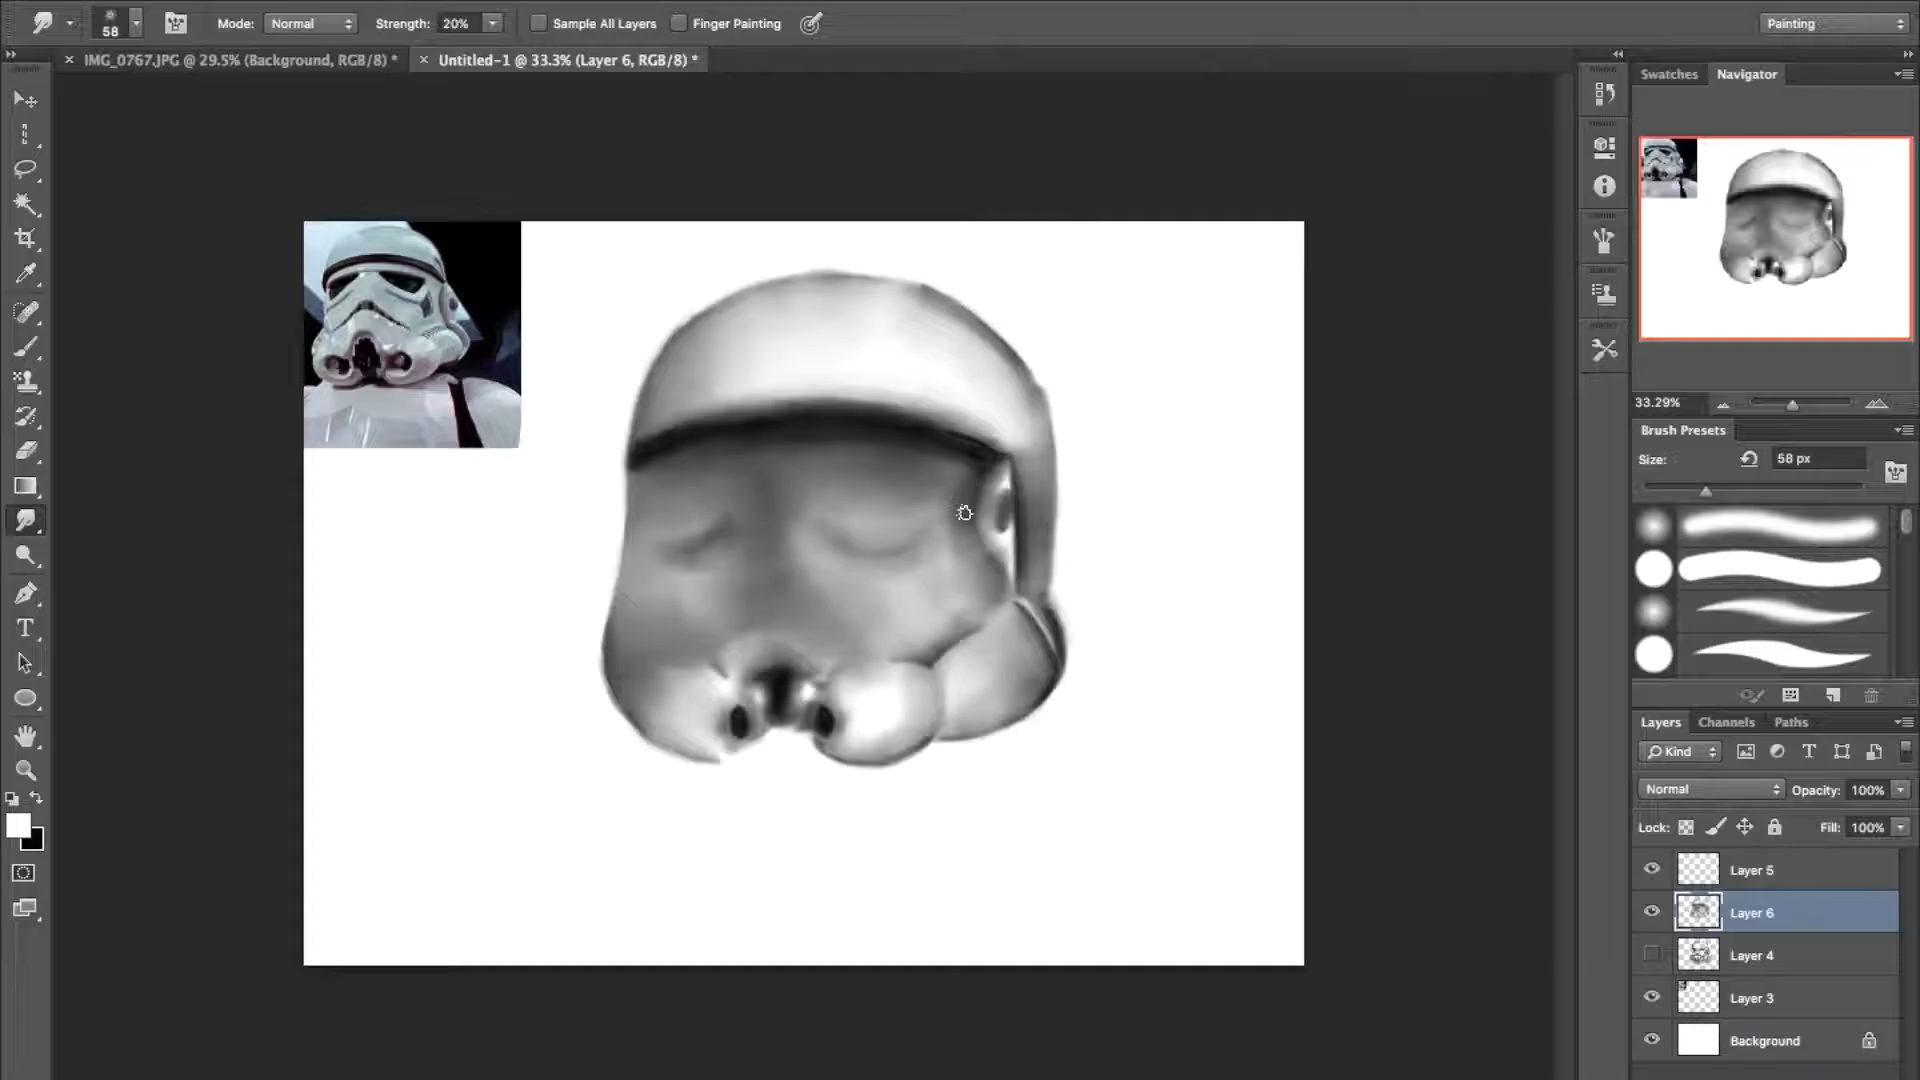 58
Mode: Normal
Strength: 20%
Sample All Layers
Finger Painting
Painting
IMG_0767.JPG @ 29.5% (Background, RGB/8) *
Untitled-1 @ 33.3% (Layer 6, RGB/8) *
Swatches
Navigator
33.29%
Brush Presets
Size:
58 px
Layers
Channels
Paths
Kind
Normal
Opacity: 100%
Lock:
Fill: 100%
Layer 5
Layer 6
Layer 4
Layer 3
Background